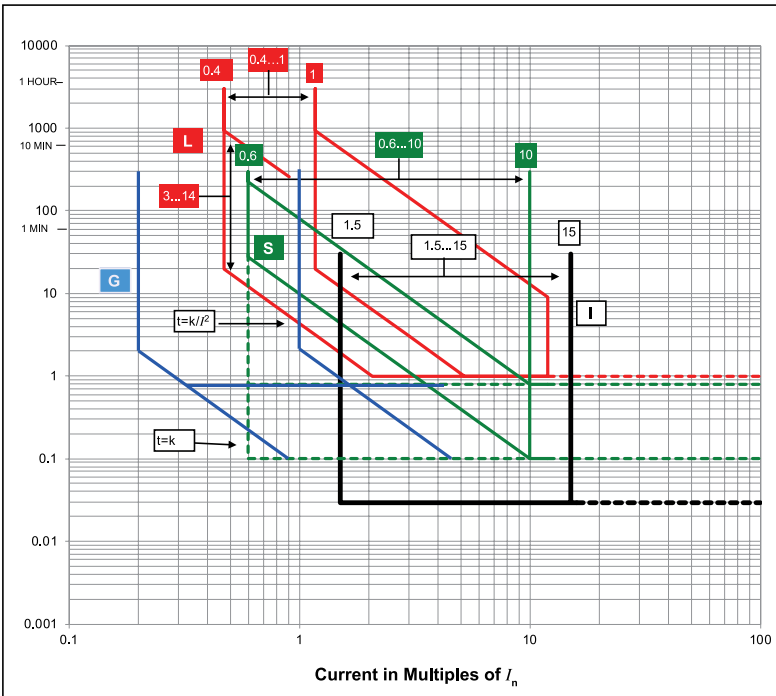 10000
1 HOUR
1000
10 MIN
100
1 MIN
10
1
0.1
0.01
0.001
0.4
0.4...1
1
L
0.6
0.6...10
10
3...14
S
1.5
1.5...15
15
G
I
t=k/I²
t=k
0.1
1
10
100
Current in Multiples of Iₙ